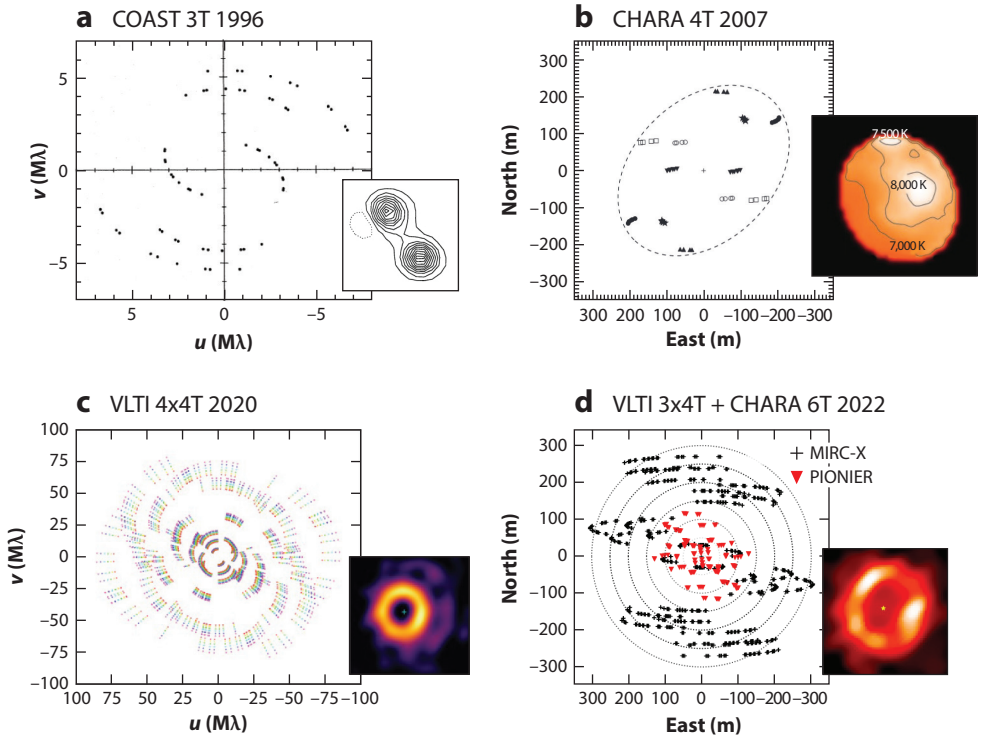 a COAST 3T 1996
v (Mλ)
5
0
−5
5
0
−5
u (Mλ)
b CHARA 4T 2007
North (m)
300
200
100
0
−100
−200
−300
300 200 100 0 −100 −200 −300
East (m)
7,500 K
8,000 K
7,000 K
c VLTI 4x4T 2020
v (Mλ)
100
75
50
25
0
−25
−50
−75
−100
100 75 50 25 0 −25 −50 −75 −100
u (Mλ)
d VLTI 3x4T + CHARA 6T 2022
MIRC-X
PIONIER
North (m)
300
200
100
0
−100
−200
−300
300 200 100 0 −100 −200 −300
East (m)